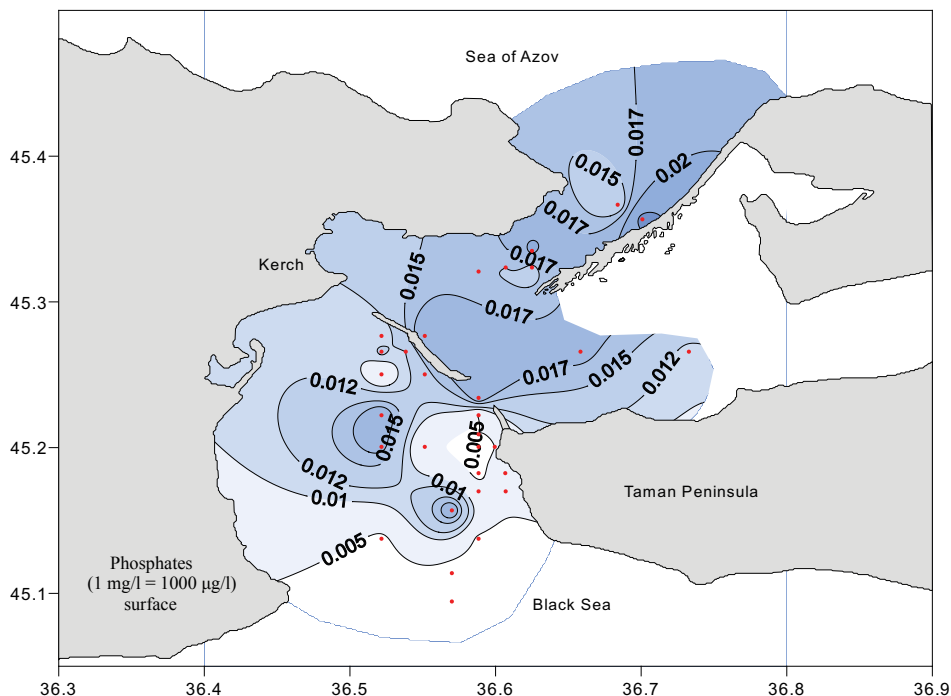 Sea of Azov
0.017
0.02
0.015
45.4
0.017
0.017
Kerch
0.015
45.3
0.017
0.017
0.015
0.012
0.012
0.015
0.005
45.2
0.012
0.01
0.01
Taman Peninsula
0.005
Phosphates
(1 mg/l = 1000 µg/l)
surface
Black Sea
45.1
36.3 36.4 36.5 36.6 36.7 36.8 36.9